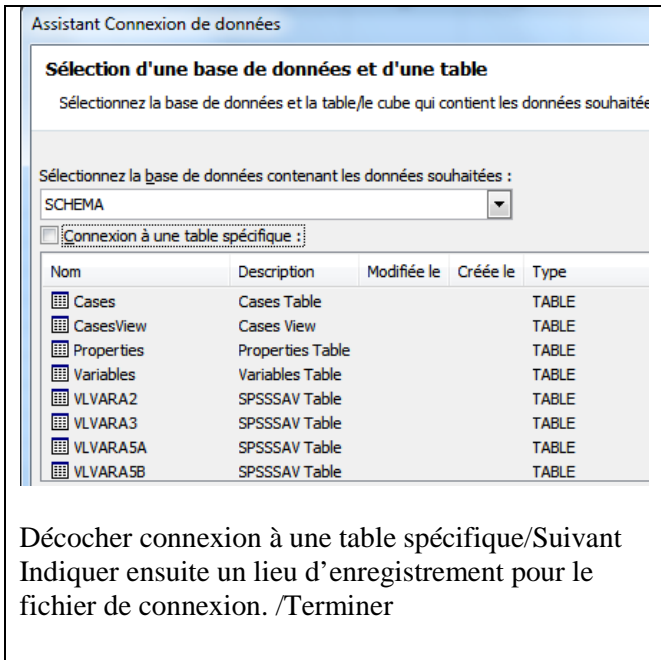 Assistant Connexion de données
Sélection d'une base de données et d'une table
Sélectionnez la base de données et la table/le cube qui contient les données souhaitée
Sélectionnez la base de données contenant les données souhaitées :
SCHEMA
Connexion à une table spécifique :
Nom Description Modifiée le Créée le Type
Cases Cases Table TABLE
CasesView Cases View TABLE
Properties Properties Table TABLE
Variables Variables Table TABLE
VLVARA2 SPSSSAV Table TABLE
VLVARA3 SPSSSAV Table TABLE
VLVARA5A SPSSSAV Table TABLE
VLVARA5B SPSSSAV Table TABLE
Décocher connexion à une table spécifique/Suivant
Indiquer ensuite un lieu d’enregistrement pour le
fichier de connexion. /Terminer